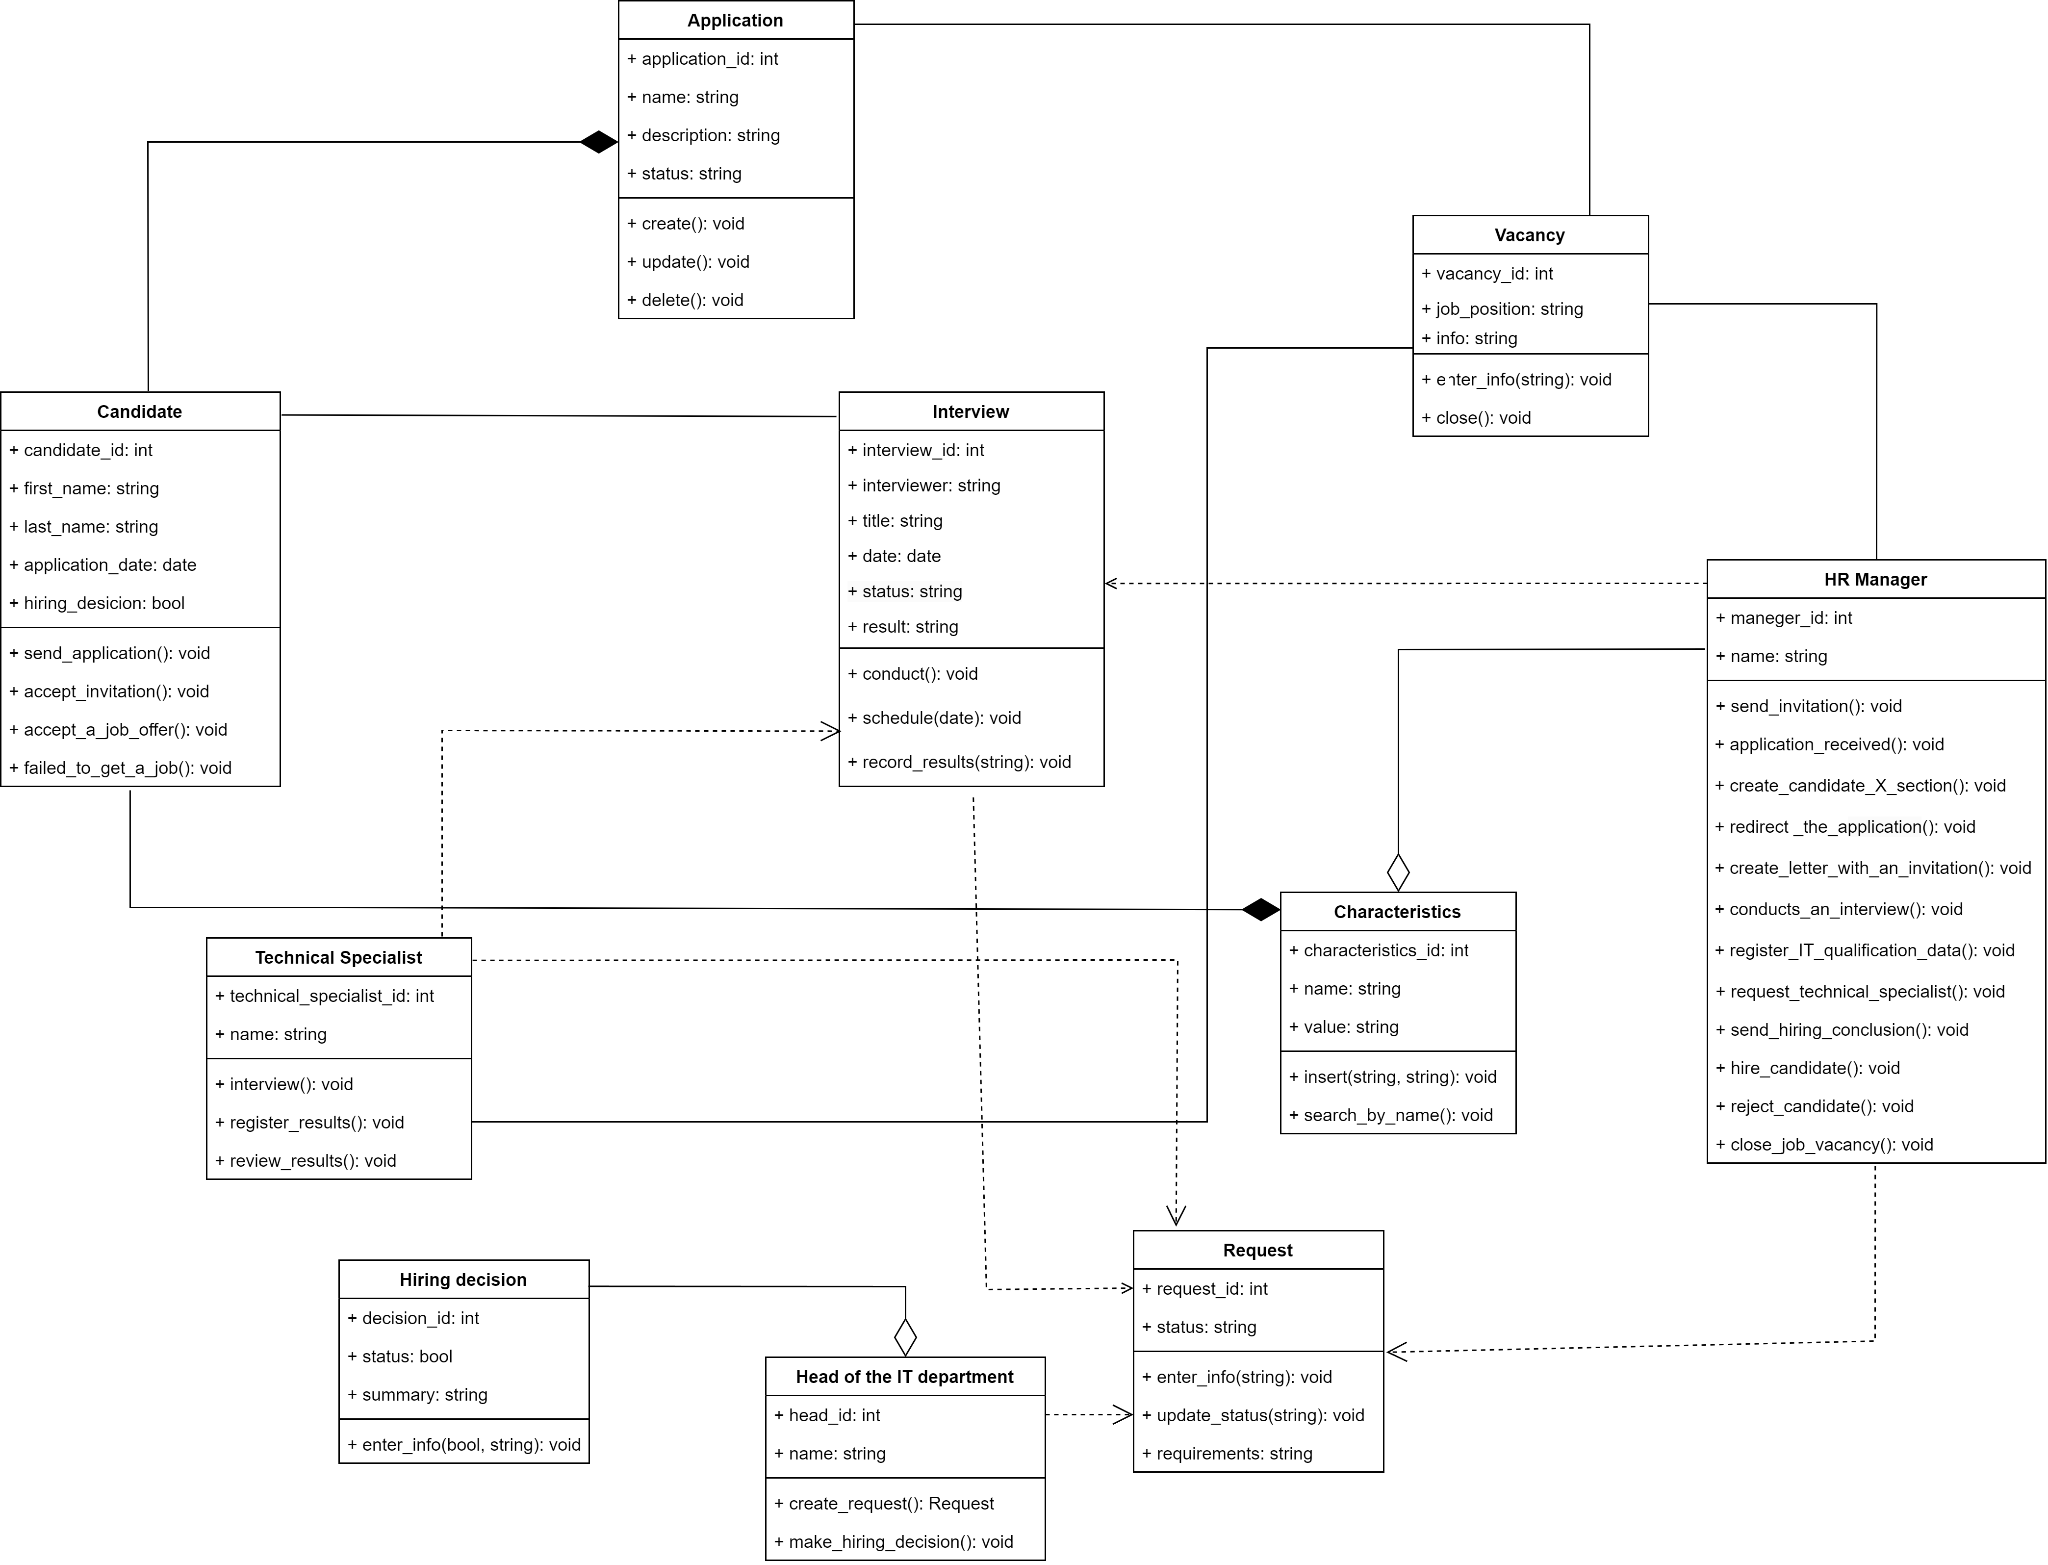 Application
+ application_id: int
+ name: string
+ description: string
+ status: string
+ create(): void
+ update(): void
+ delete(): void
Vacancy
+ vacancy_id: int
+ job_position: string
+ info: string
+ enter_info(string): void
+ close(): void
Candidate
+ candidate_id: int
+ first_name: string
+ last_name: string
+ application_date: date
+ hiring_desicion: bool
+ send_application(): void
+ accept_invitation(): void
+ accept_a_job_offer(): void
+ failed_to_get_a_job(): void
Interview
+ interview_id: int
+ interviewer: string
+ title: string
+ date: date
+ status: string
+ result: string
+ conduct(): void
+ schedule(date): void
+ record_results(string): void
HR Manager
+ maneger_id: int
+ name: string
+ send_invitation(): void
+ application_received(): void
+ create_candidate_X_section(): void
+ redirect _the_application(): void
+ create_letter_with_an_invitation(): void
+ conducts_an_interview(): void
+ register_IT_qualification_data(): void
+ request_technical_specialist(): void
+ send_hiring_conclusion(): void
+ hire_candidate(): void
+ reject_candidate(): void
+ close_job_vacancy(): void
Characteristics
+ characteristics_id: int
+ name: string
+ value: string
+ insert(string, string): void
+ search_by_name(): void
Technical Specialist
+ technical_specialist_id: int
+ name: string
+ interview(): void
+ register_results(): void
+ review_results(): void
Request
+ request_id: int
+ status: string
+ enter_info(string): void
+ update_status(string): void
+ requirements: string
Hiring decision
+ decision_id: int
+ status: bool
+ summary: string
+ enter_info(bool, string): void
Head of the IT department
+ head_id: int
+ name: string
+ create_request(): Request
+ make_hiring_decision(): void